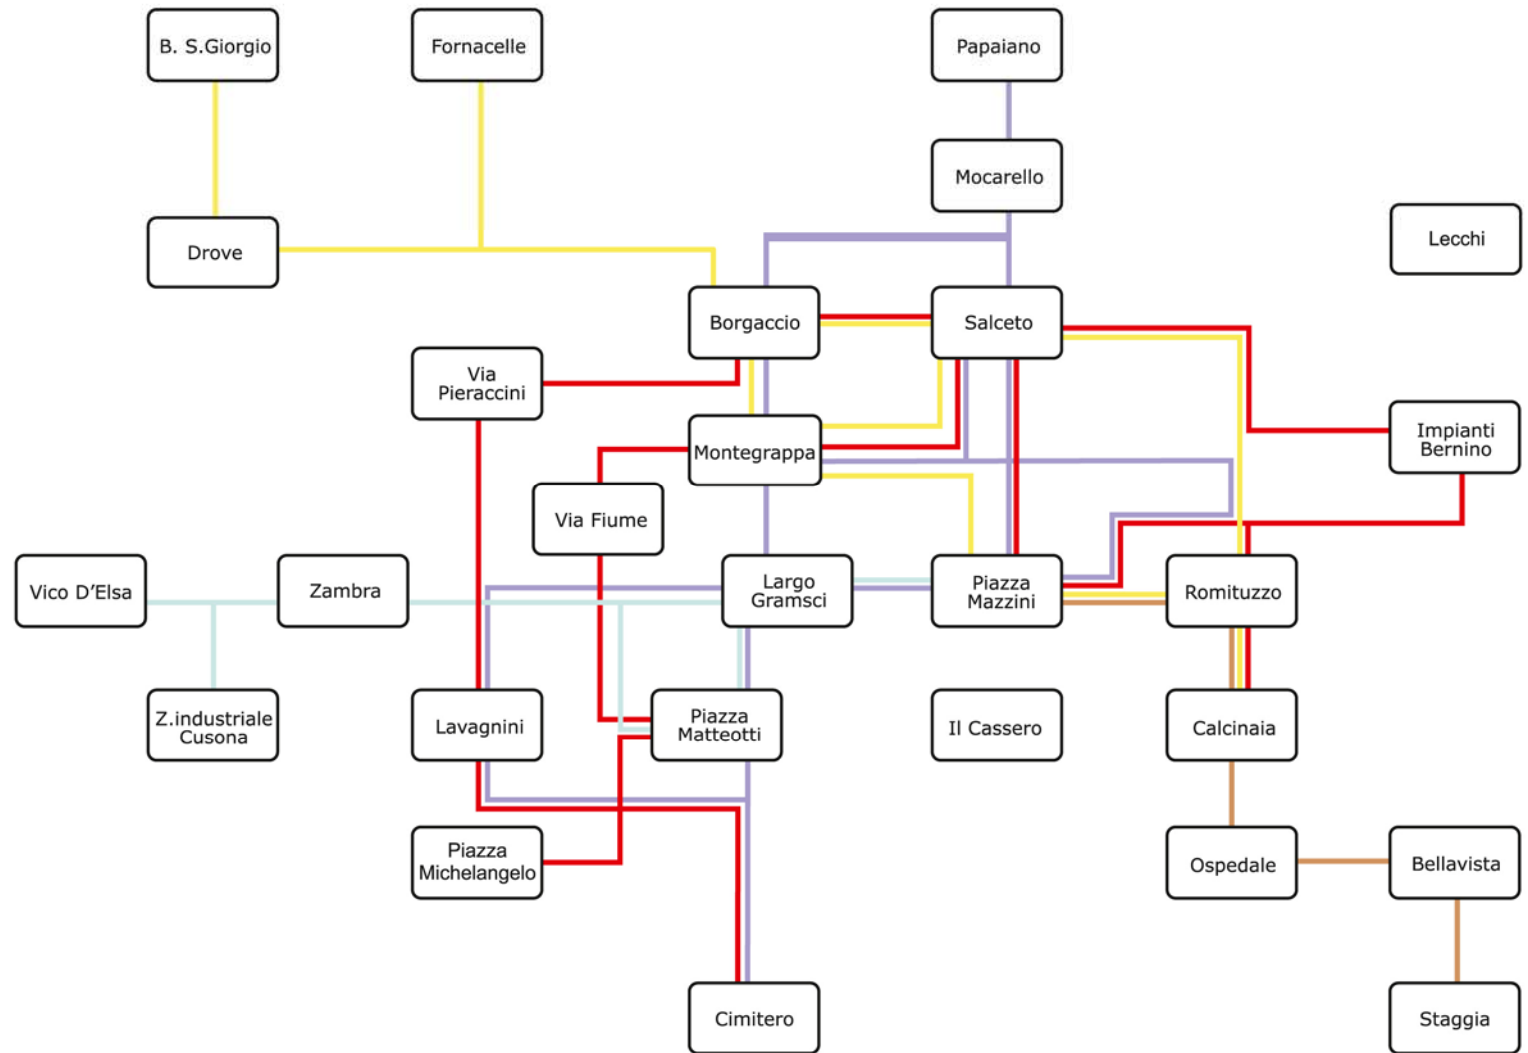 B. S.Giorgio
Fornacelle
Papaiano
Mocarello
Lecchi
Drove
Borgaccio
Salceto
Via
Pieraccini
Impianti
Bernino
Montegrappa
Via Fiume
Vico D'Elsa
Zambra
Largo
Gramsci
Piazza
Mazzini
Romituzzo
Z.industriale
Cusona
Lavagnini
Piazza
Matteotti
Il Cassero
Calcinaia
Piazza
Michelangelo
Ospedale
Bellavista
Cimitero
Staggia